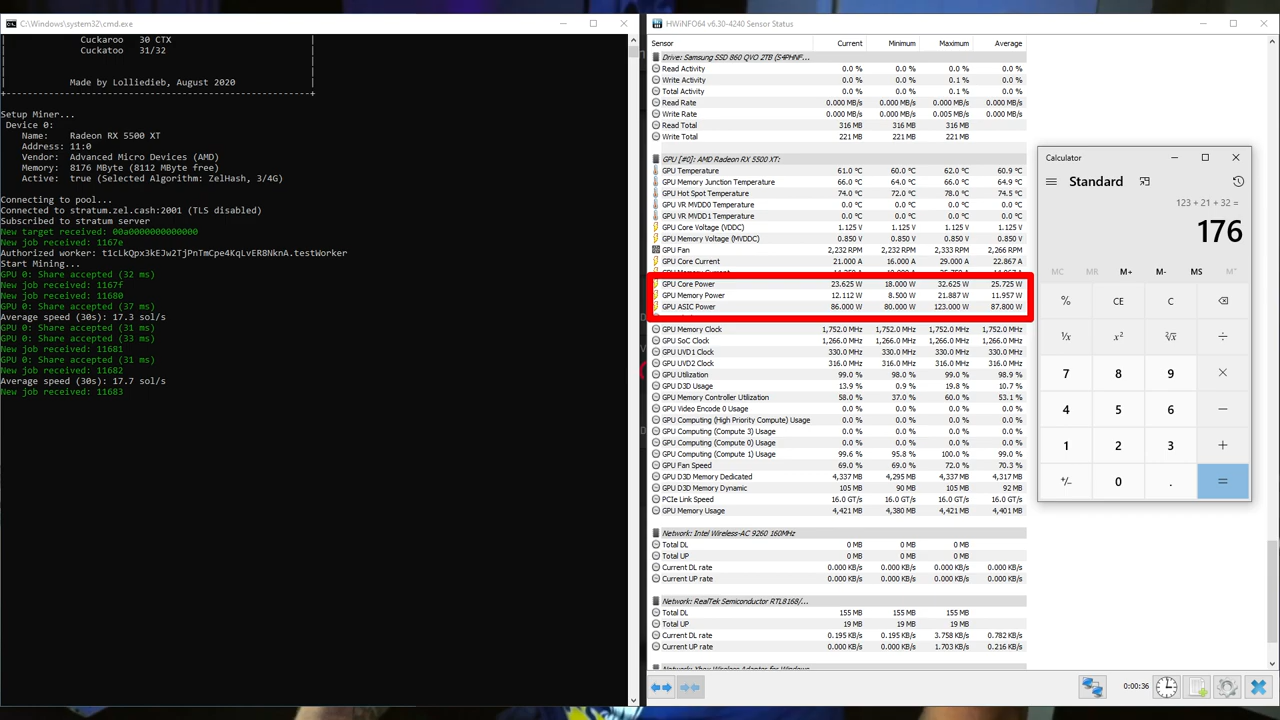 C:\Windows\system32\cmd.exe
| Cuckaroo 30 CTX |
| Cuckatoo 31/32 |
| |
| |
| Made by Lolliedieb, August 2020 |
+----------------------------------------------------------+
Setup Miner...
Device 0:
Name: Radeon RX 5500 XT
Address: 11:0
Vendor: Advanced Micro Devices (AMD)
Memory: 8176 MByte (8112 MByte free)
Active: true (Selected Algorithm: ZelHash, 3/4G)
Connecting to pool...
Connected to stratum.zel.cash:2001 (TLS disabled)
Subscribed to stratum server
New target received: 00a0000000000000
New job received: 1167e
Authorized worker: t1cLkQpx3kEJw2TjPnTmCpe4KqLvER8NknA.testWorker
Start Mining...
GPU 0: Share accepted (32 ms)
New job received: 1167f
New job received: 11680
GPU 0: Share accepted (37 ms)
Average speed (30s): 17.3 sol/s
GPU 0: Share accepted (31 ms)
GPU 0: Share accepted (33 ms)
New job received: 11681
GPU 0: Share accepted (31 ms)
New job received: 11682
Average speed (30s): 17.7 sol/s
New job received: 11683
HWiNFO64 v6.30-4240 Sensor Status
Sensor Current Minimum Maximum Average
Drive: Samsung SSD 860 QVO 2TB (S4PHNF...
Read Activity 0.0 % 0.0 % 0.0 % 0.0 %
Write Activity 0.0 % 0.0 % 0.1 % 0.0 %
Total Activity 0.0 % 0.0 % 0.1 % 0.0 %
Read Rate 0.000 MB/s 0.000 MB/s 0.000 MB/s 0.000 MB/s
Write Rate 0.000 MB/s 0.000 MB/s 0.005 MB/s 0.000 MB/s
Read Total 316 MB 316 MB 316 MB
Write Total 221 MB 221 MB 221 MB
GPU [#0]: AMD Radeon RX 5500 XT:
GPU Temperature 61.0 °C 60.0 °C 62.0 °C 60.9 °C
GPU Memory Junction Temperature 66.0 °C 64.0 °C 66.0 °C 64.9 °C
GPU Hot Spot Temperature 74.0 °C 72.0 °C 78.0 °C 74.5 °C
GPU VR MVDD0 Temperature 0.0 °C 0.0 °C 0.0 °C 0.0 °C
GPU VR MVDD1 Temperature 0.0 °C 0.0 °C 0.0 °C 0.0 °C
GPU Core Voltage (VDDC) 1.125 V 1.125 V 1.125 V 1.125 V
GPU Memory Voltage (MVDDC) 0.850 V 0.850 V 0.850 V 0.850 V
GPU Fan 2,232 RPM 2,232 RPM 2,333 RPM 2,266 RPM
GPU Core Current 21.000 A 16.000 A 29.000 A 22.867 A
GPU Core Power 23.625 W 18.000 W 32.625 W 25.725 W
GPU Memory Power 12.112 W 8.500 W 21.887 W 11.957 W
GPU ASIC Power 86.000 W 80.000 W 123.000 W 87.800 W
GPU Memory Clock 1,752.0 MHz 1,752.0 MHz 1,752.0 MHz 1,752.0 MHz
GPU SoC Clock 1,266.0 MHz 1,266.0 MHz 1,266.0 MHz 1,266.0 MHz
GPU UVD1 Clock 330.0 MHz 330.0 MHz 330.0 MHz 330.0 MHz
GPU UVD2 Clock 316.0 MHz 316.0 MHz 316.0 MHz 316.0 MHz
GPU Utilization 99.0 % 98.0 % 99.0 % 98.9 %
GPU D3D Usage 13.9 % 0.9 % 19.8 % 10.7 %
GPU Memory Controller Utilization 58.0 % 37.0 % 60.0 % 53.1 %
GPU Video Encode 0 Usage 0.0 % 0.0 % 0.0 % 0.0 %
GPU Computing (High Priority Compute) Usage 0.0 % 0.0 % 0.0 % 0.0 %
GPU Computing (Compute 3) Usage 0.0 % 0.0 % 0.0 % 0.0 %
GPU Computing (Compute 0) Usage 0.0 % 0.0 % 0.0 % 0.0 %
GPU Computing (Compute 1) Usage 99.6 % 95.8 % 100.0 % 99.0 %
GPU Fan Speed 69.0 % 69.0 % 72.0 % 70.3 %
GPU D3D Memory Dedicated 4,337 MB 4,295 MB 4,337 MB 4,317 MB
GPU D3D Memory Dynamic 105 MB 90 MB 105 MB 92 MB
PCIe Link Speed 16.0 GT/s 16.0 GT/s 16.0 GT/s 16.0 GT/s
GPU Memory Usage 4,421 MB 4,380 MB 4,421 MB 4,401 MB
Network: Intel Wireless-AC 9260 160MHz
Total DL 0 MB 0 MB 0 MB
Total UP 0 MB 0 MB 0 MB
Current DL rate 0.000 KB/s 0.000 KB/s 0.000 KB/s 0.000 KB/s
Current UP rate 0.000 KB/s 0.000 KB/s 0.000 KB/s 0.000 KB/s
Network: RealTek Semiconductor RTL8168/...
Total DL 155 MB 155 MB 155 MB
Total UP 19 MB 19 MB 19 MB
Current DL rate 0.195 KB/s 0.195 KB/s 3.758 KB/s 0.782 KB/s
Current UP rate 0.000 KB/s 0.000 KB/s 1.703 KB/s 0.216 KB/s
0:00:36
Calculator
Standard
123 + 21 + 32 =
176
MC MR M+ M- MS M˅
% CE C
¹/x x² ²√x ÷
7 8 9 ×
4 5 6 −
1 2 3 +
+/− 0 . =